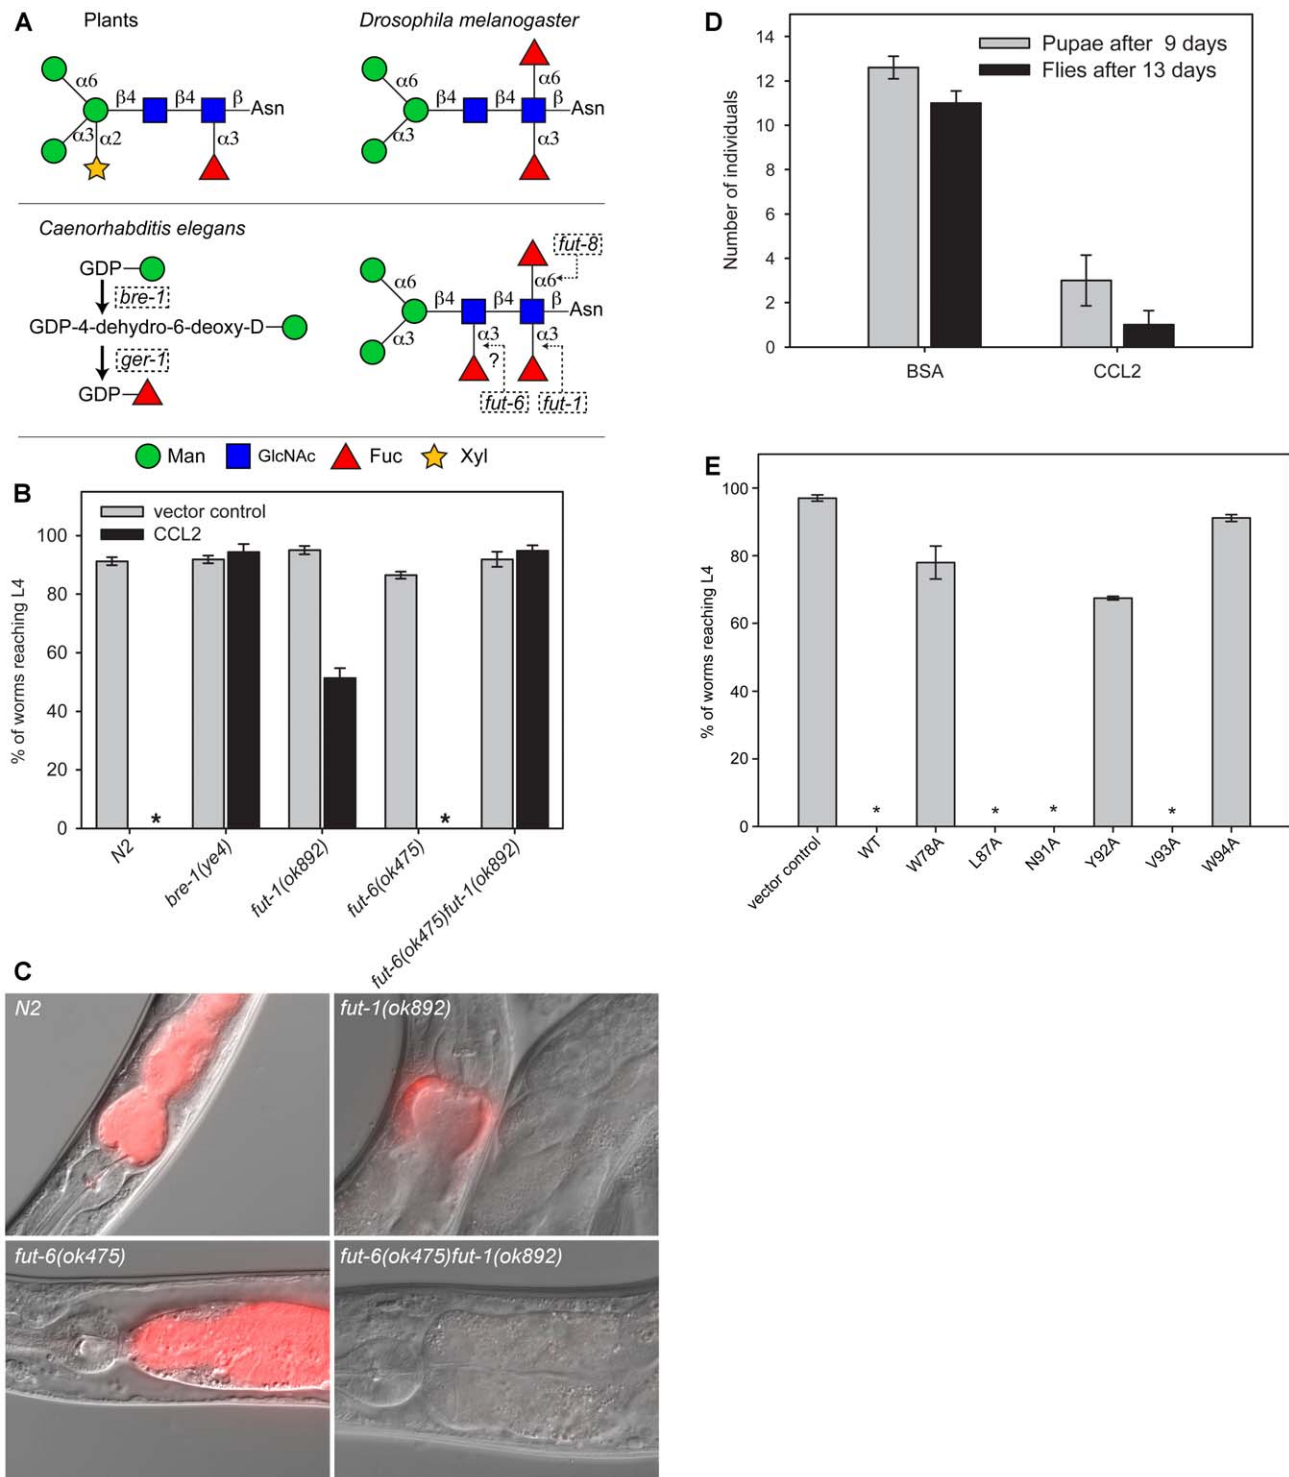 A
Plants
Drosophila melanogaster
α6
β4
β4
β
Asn
α3
α2
α3
α6
α6
β4
β4
β
Asn
α3
α3
Caenorhabditis elegans
GDP
bre-1
GDP-4-dehydro-6-deoxy-D
ger-1
GDP
fut-8
α6
α6
β4
β4
β
Asn
α3
α3
α3
?
fut-6
fut-1
Man
GlcNAc
Fuc
Xyl
B
vector control
CCL2
% of worms reaching L4
100
80
60
40
20
0
*
*
N2
bre-1(ye4)
fut-1(ok892)
fut-6(ok475)
fut-6(ok475)fut-1(ok892)
C
N2
fut-1(ok892)
fut-6(ok475)
fut-6(ok475)fut-1(ok892)
D
Pupae after 9 days
Flies after 13 days
Number of individuals
14
12
10
8
6
4
2
0
BSA
CCL2
E
% of worms reaching L4
100
80
60
40
20
0
*
*
*
*
vector control
WT
W78A
L87A
N91A
Y92A
V93A
W94A